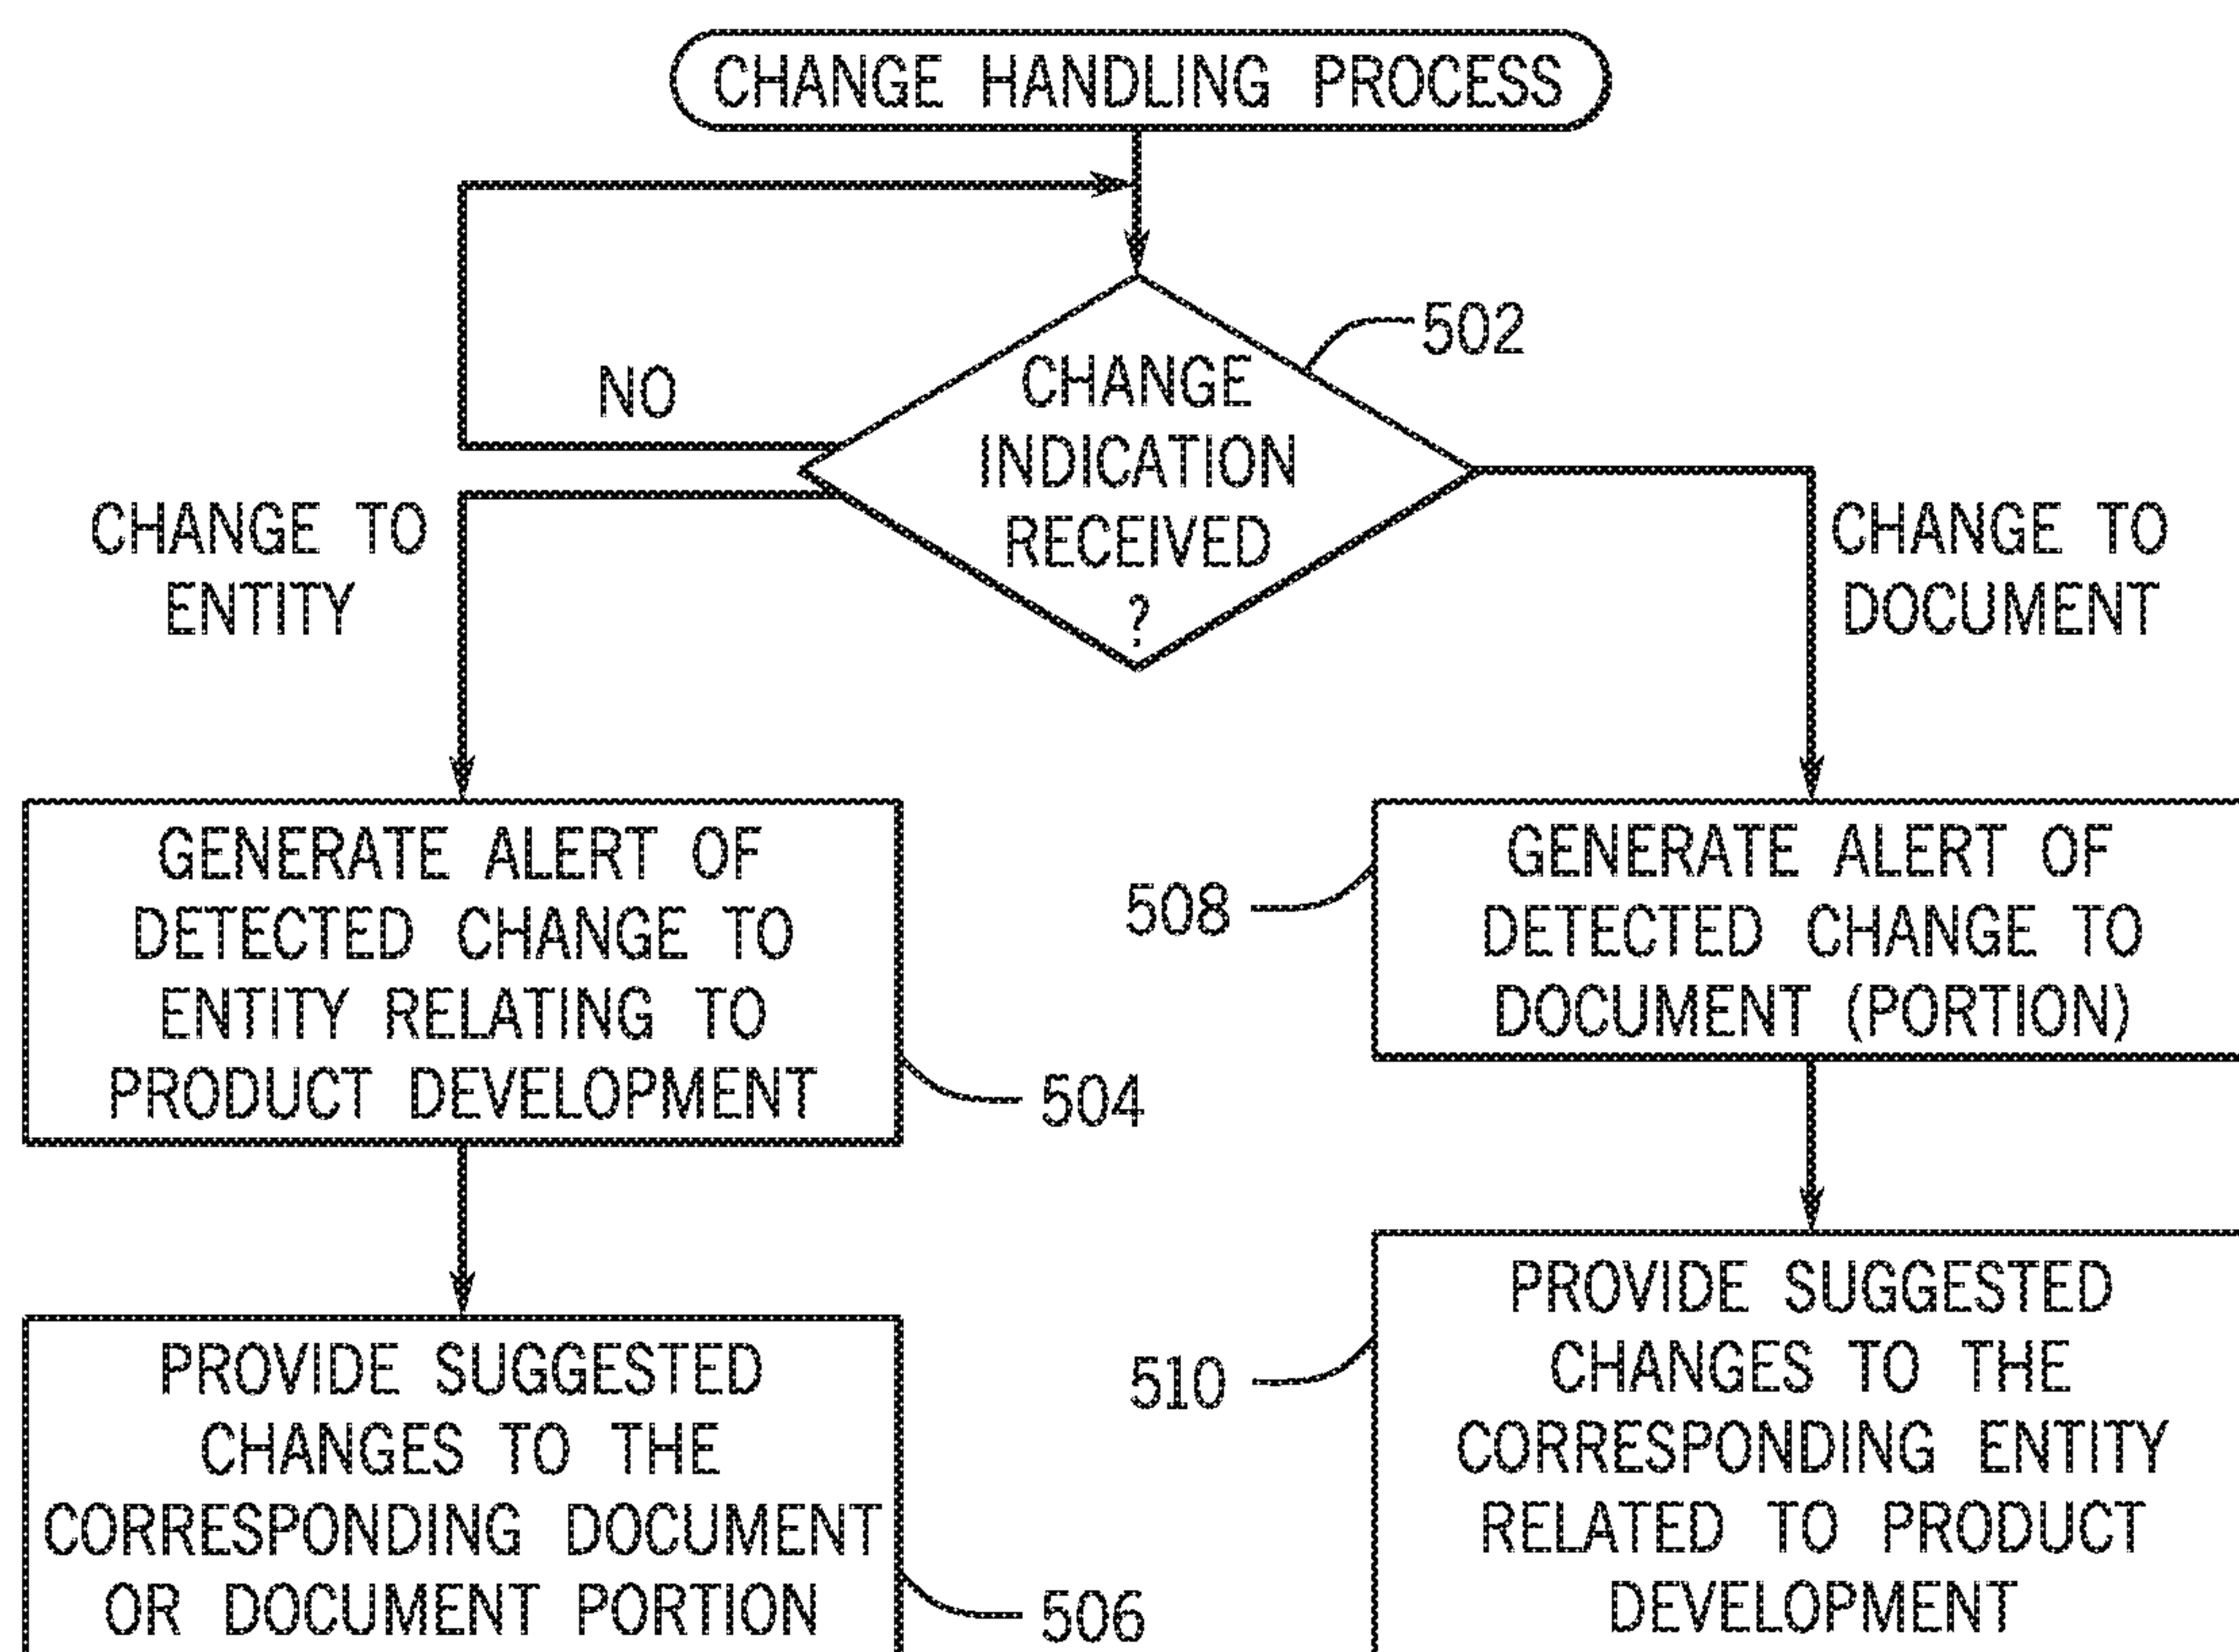 CHANGE HANDLING PROCESS
502
CHANGE
INDICATION
RECEIVED
?
NO
CHANGE TO
ENTITY
CHANGE TO
DOCUMENT
GENERATE ALERT OF
DETECTED CHANGE TO
ENTITY RELATING TO
PRODUCT DEVELOPMENT
504
508
GENERATE ALERT OF
DETECTED CHANGE TO
DOCUMENT (PORTION)
PROVIDE SUGGESTED
CHANGES TO THE
CORRESPONDING DOCUMENT
OR DOCUMENT PORTION
506
510
PROVIDE SUGGESTED
CHANGES TO THE
CORRESPONDING ENTITY
RELATED TO PRODUCT
DEVELOPMENT